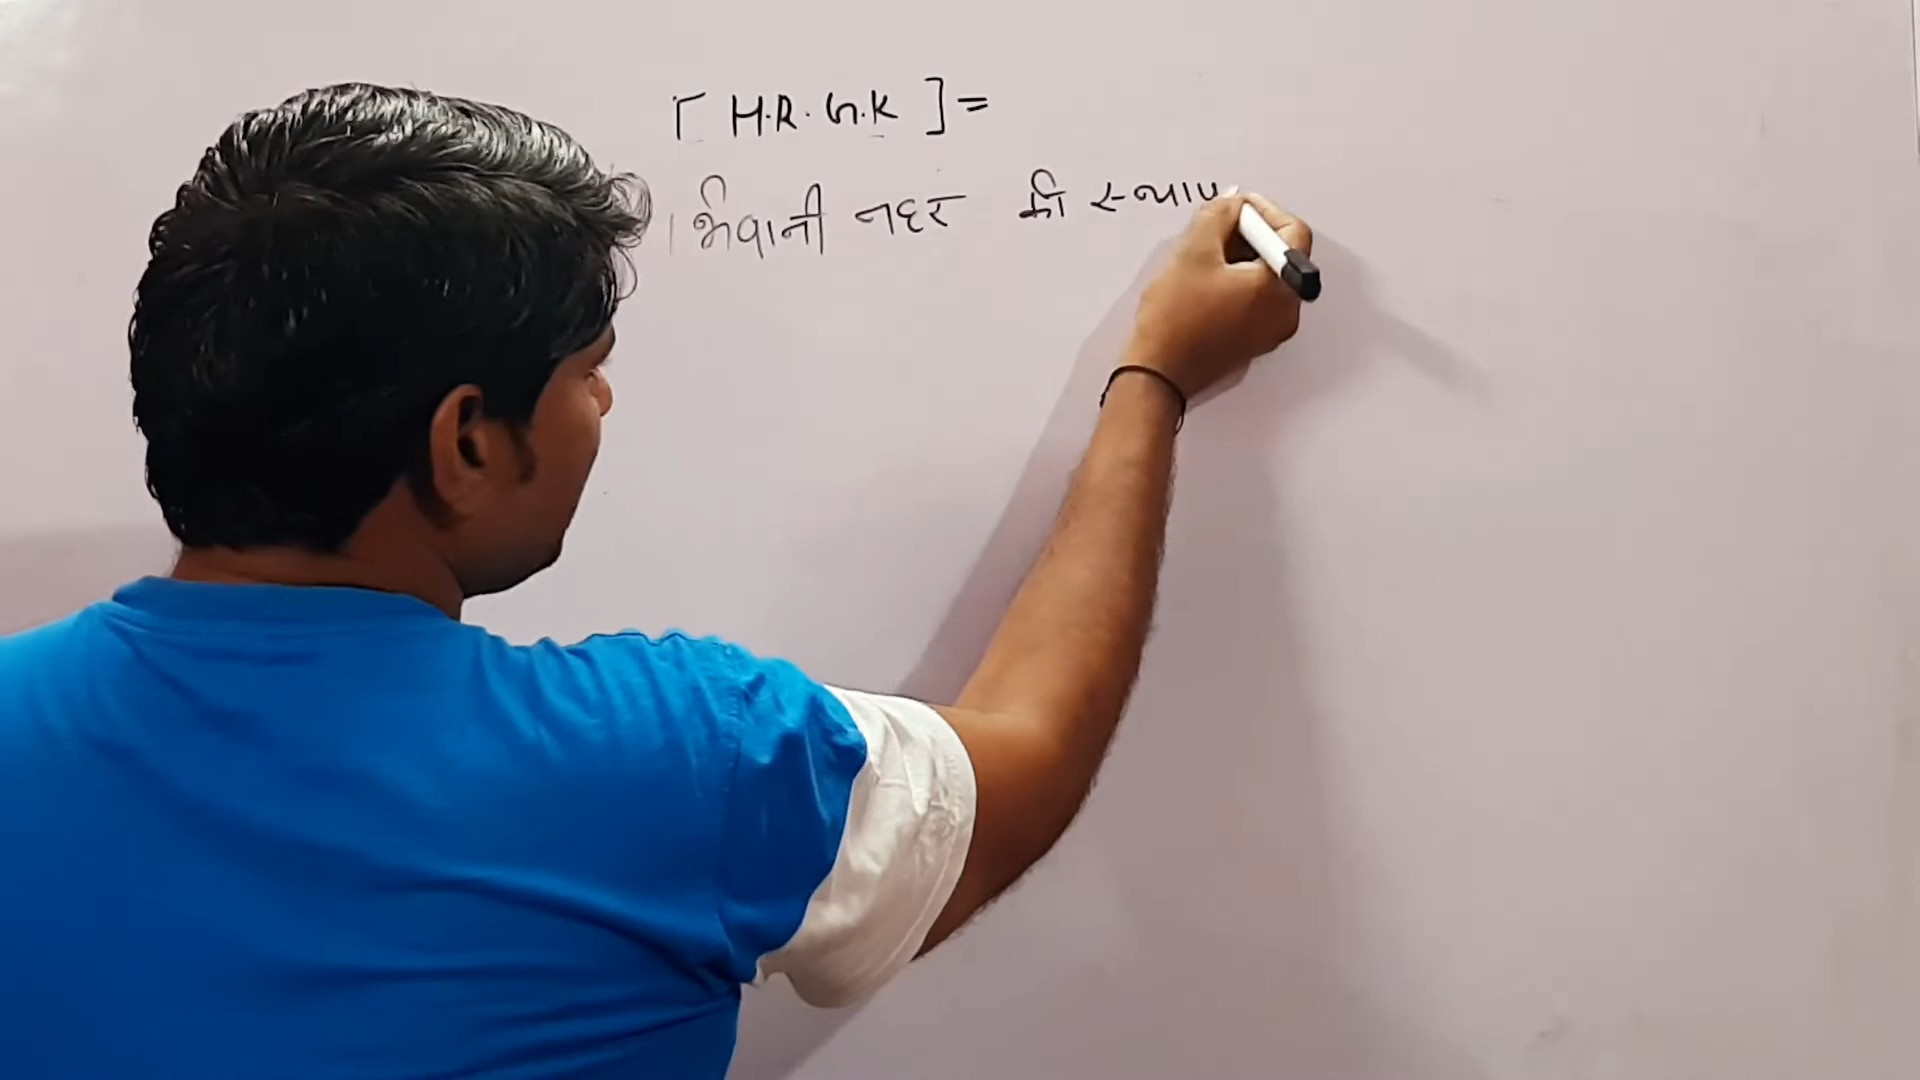 [ H.R. G.K ] =
भिवानी नहर की स्थाप